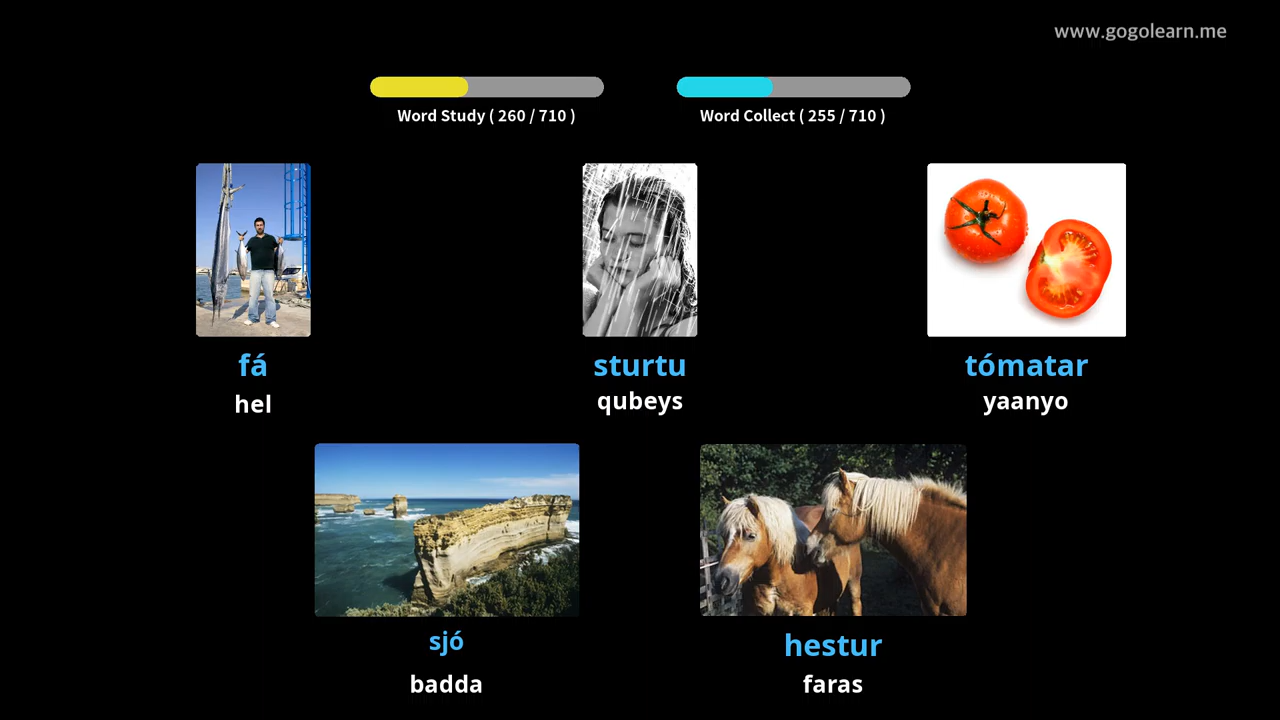 www.gogolearn.me
Word Study ( 260 / 710 )
Word Collect ( 255 / 710 )
fá
hel
sturtu
qubeys
tómatar
yaanyo
sjó
badda
hestur
faras